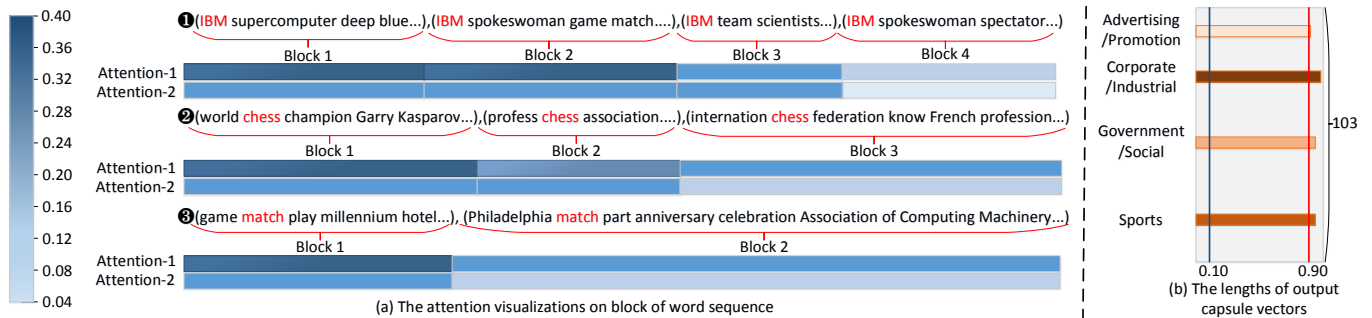 0.40
0.36
0.32
0.28
0.24
0.20
0.16
0.12
0.08
0.04
❶(IBM supercomputer deep blue...),(IBM spokeswoman game match....),(IBM team scientists...),(IBM spokeswoman spectator...)
Block 1 Block 2 Block 3 Block 4
Attention-1
Attention-2
❷(world chess champion Garry Kasparov...),(profess chess association....),(internation chess federation know French profession...)
Block 1 Block 2 Block 3
Attention-1
Attention-2
❸(game match play millennium hotel...), (Philadelphia match part anniversary celebration Association of Computing Machinery...)
Block 1 Block 2
Attention-1
Attention-2
(a) The attention visualizations on block of word sequence
Advertising
/Promotion
Corporate
/Industrial
Government
/Social
Sports
103
0.10 0.90
(b) The lengths of output
capsule vectors